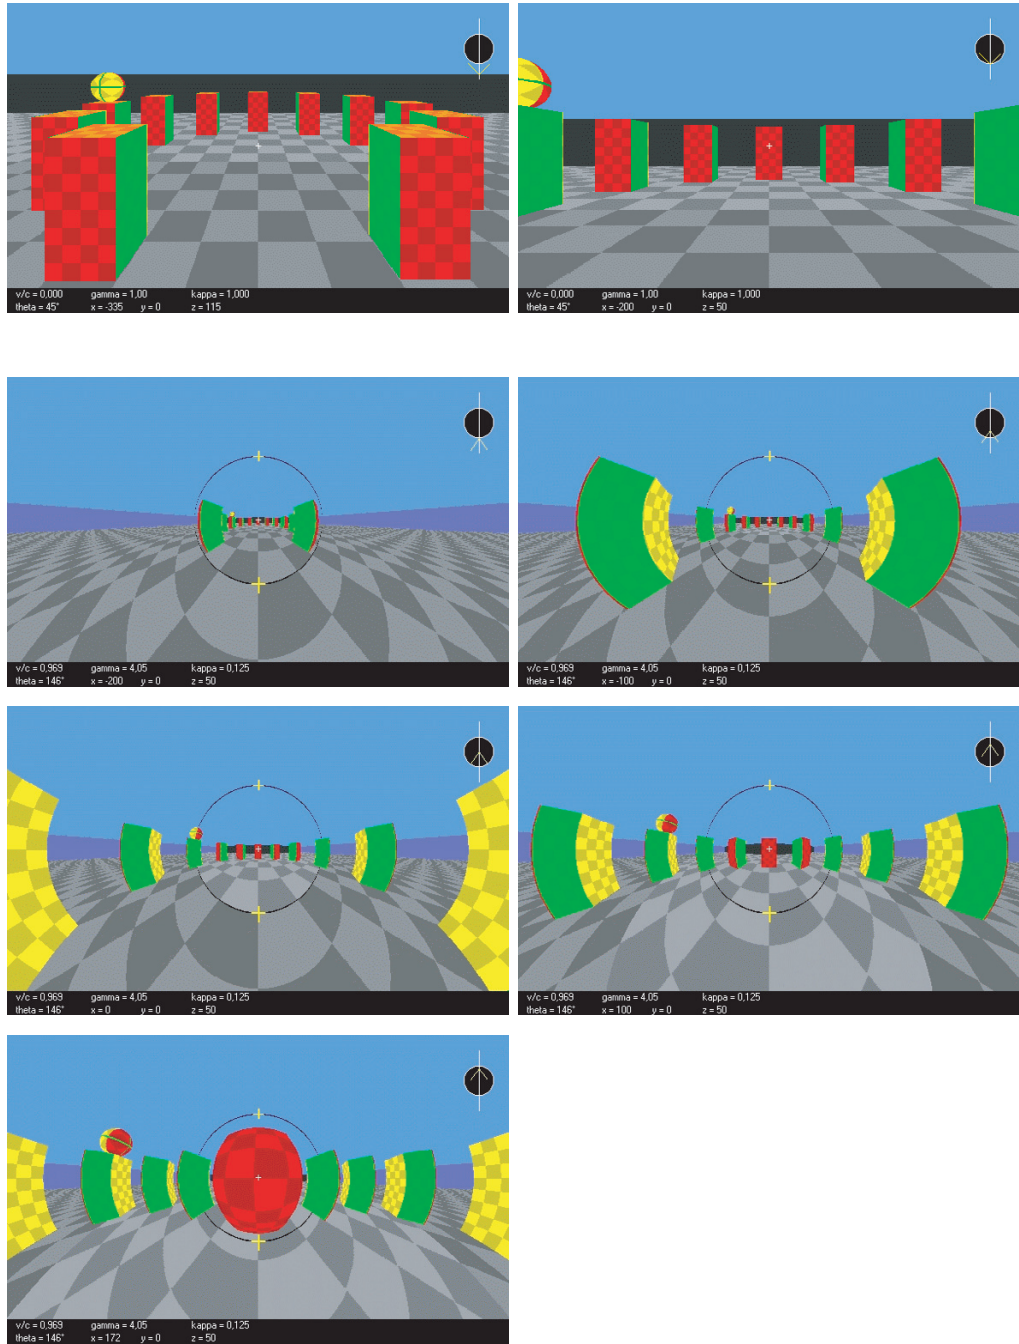 v/c = 0,000 gamma = 1,00 kappa = 1,000
theta = 45° x = -335 y = 0 z = 115
v/c = 0,000 gamma = 1,00 kappa = 1,000
theta = 45° x = -200 y = 0 z = 50
v/c = 0,969 gamma = 4,05 kappa = 0,125
theta = 146° x = -200 y = 0 z = 50
v/c = 0,969 gamma = 4,05 kappa = 0,125
theta = 146° x = -100 y = 0 z = 50
v/c = 0,969 gamma = 4,05 kappa = 0,125
theta = 146° x = 0 y = 0 z = 50
v/c = 0,969 gamma = 4,05 kappa = 0,125
theta = 146° x = 100 y = 0 z = 50
v/c = 0,969 gamma = 4,05 kappa = 0,125
theta = 146° x = 172 y = 0 z = 50